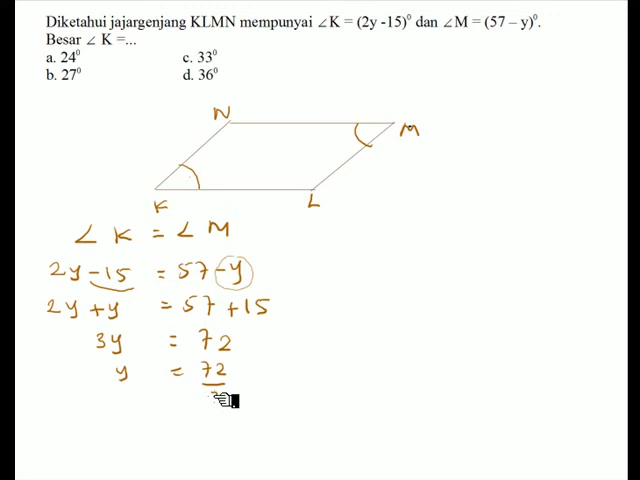 Diketahui jajargenjang KLMN mempunyai ∠K = (2y -15)⁰ dan ∠M = (57 – y)⁰.
Besar ∠ K =...
a. 24⁰ c. 33⁰
b. 27⁰ d. 36⁰
N
M
K
L
∠ K = ∠ M
2y - 15 = 57 - y
2y + y = 57 + 15
3y = 72
y = 72